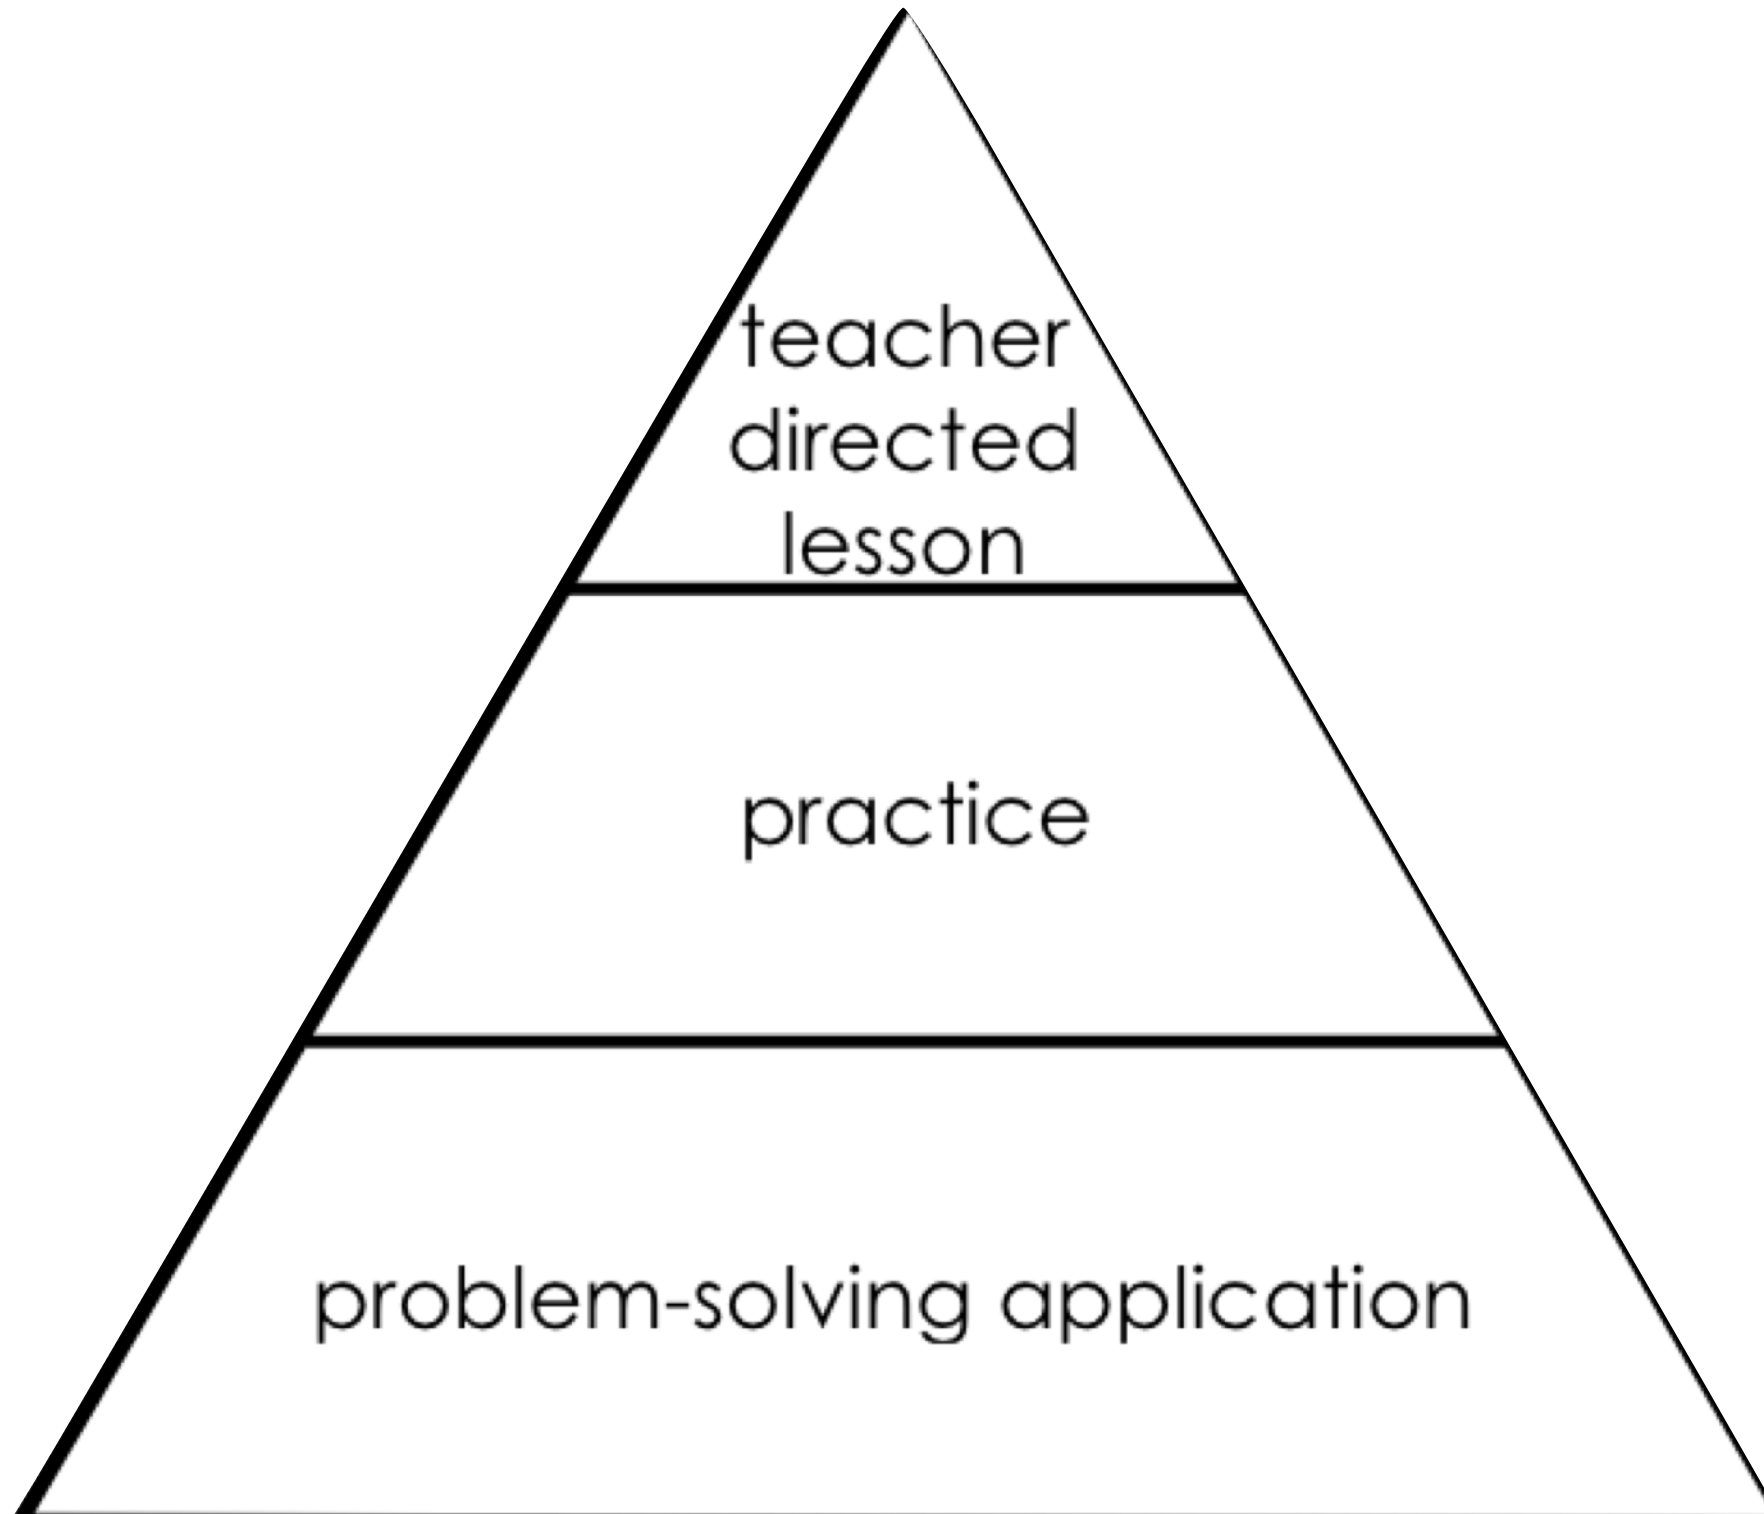 teacher
directed
lesson
practice
problem-solving application